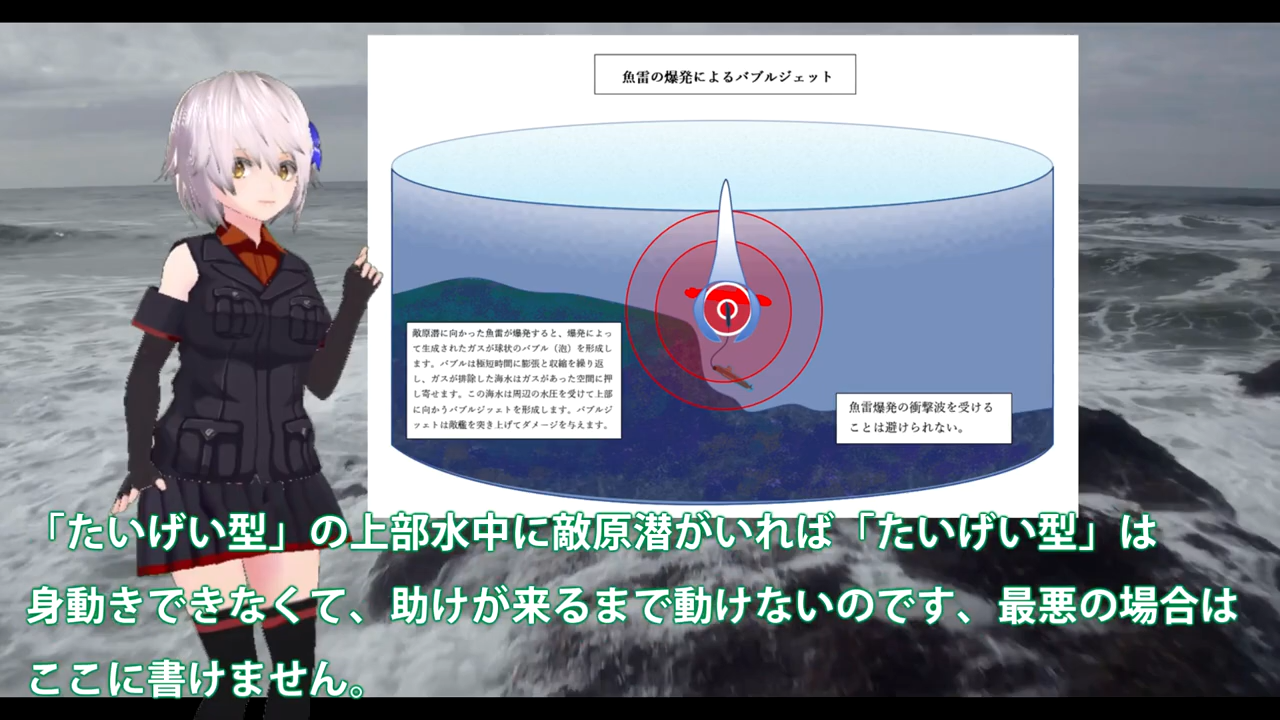 魚雷の爆発によるバブルジェット
敵原潜に向かった魚雷が爆発すると、爆発によっ
て生成されたガスが球状のバブル（泡）を形成し
ます。バブルは極短時間に膨張と収縮を繰り返
し、ガスが排除した海水はガスがあった空間に押
し寄せます。この海水は周辺の水圧を受けて上部
に向かうバブルジェットを形成します。バブルジ
ェットは敵艦を突き上げてダメージを与えます。
魚雷爆発の衝撃波を受ける
ことは避けられない。
「たいげい型」の上部水中に敵原潜がいれば「たいげい型」は
身動きできなくて、助けが来るまで動けないのです、最悪の場合は
ここに書けません。